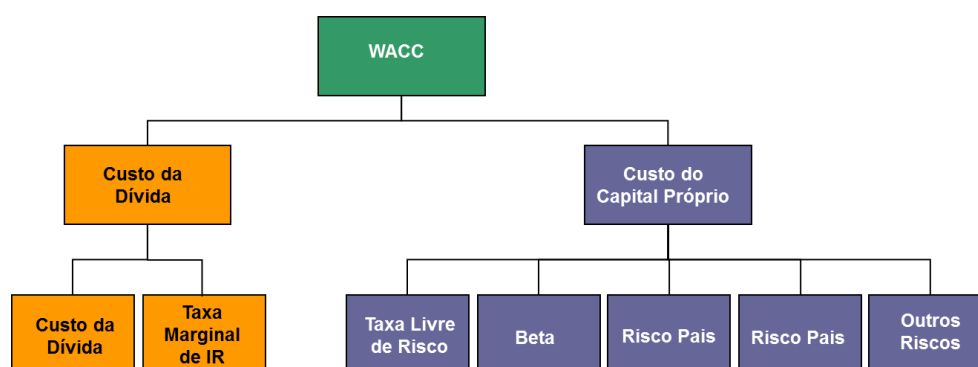 WACC
Custo da
Dívida
Custo do
Capital Próprio
Custo da
Dívida
Taxa
Marginal
de IR
Taxa Livre
de Risco
Beta
Risco Pais
Risco Pais
Outros
Riscos